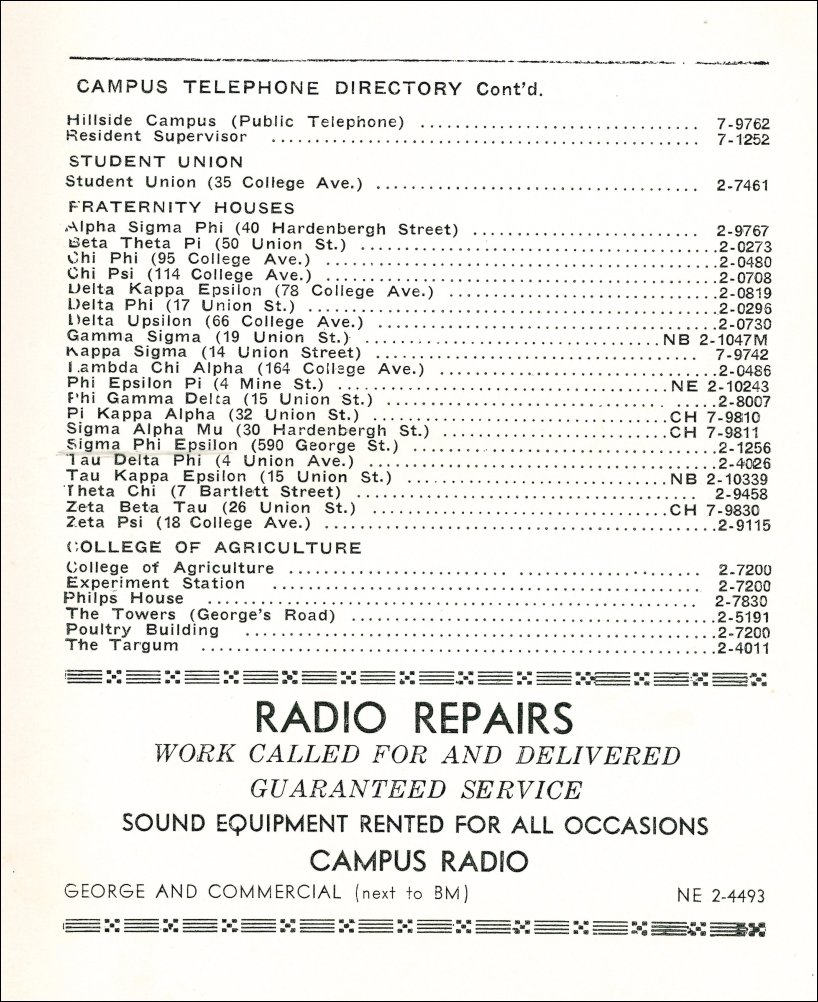 CAMPUS TELEPHONE DIRECTORY Cont'd.
Hillside Campus (Public Telephone) .............................. 7-9762
Resident Supervisor .............................................. 7-1252
STUDENT UNION
Student Union (35 College Ave.) .................................. 2-7461
FRATERNITY HOUSES
Alpha Sigma Phi (40 Hardenbergh Street) ........................ 2-9767
Beta Theta Pi (50 Union St.) ......................................2-0273
Chi Phi (95 College Ave.) .........................................2-0480
Chi Psi (114 College Ave.) ........................................2-0708
Delta Kappa Epsilon (78 College Ave.) ............................2-0819
Delta Phi (17 Union St.) ..........................................2-0296
Delta Upsilon (66 College Ave.) ...................................2-0730
Gamma Sigma (19 Union St.) ...............................NB 2-1047M
Kappa Sigma (14 Union Street) ................................... 7-9742
Lambda Chi Alpha (164 College Ave.) .............................2-0486
Phi Epsilon Pi (4 Mine St.) ...................................NE 2-10243
Phi Gamma Delta (15 Union St.) ..................................2-8007
Pi Kappa Alpha (32 Union St.) ...............................CH 7-9810
Sigma Alpha Mu (30 Hardenbergh St.) .......................CH 7-9811
Sigma Phi Epsilon (590 George St.) ................................2-1256
Tau Delta Phi (4 Union Ave.) ......................................2-4026
Tau Kappa Epsilon (15 Union St.) ...........................NB 2-10339
Theta Chi (7 Bartlett Street) ..................................... 2-9458
Zeta Beta Tau (26 Union St.) ................................CH 7-9830
Zeta Psi (18 College Ave.) ........................................2-9115
COLLEGE OF AGRICULTURE
College of Agriculture ............................................ 2-7200
Experiment Station .............................................. 2-7200
Philps House ..................................................... 2-7830
The Towers (George's Road) ......................................2-5191
Poultry Building ..................................................2-7200
The Targum .......................................................2-4011
RADIO REPAIRS
WORK CALLED FOR AND DELIVERED
GUARANTEED SERVICE
SOUND EQUIPMENT RENTED FOR ALL OCCASIONS
CAMPUS RADIO
GEORGE AND COMMERCIAL (next to BM) NE 2-4493